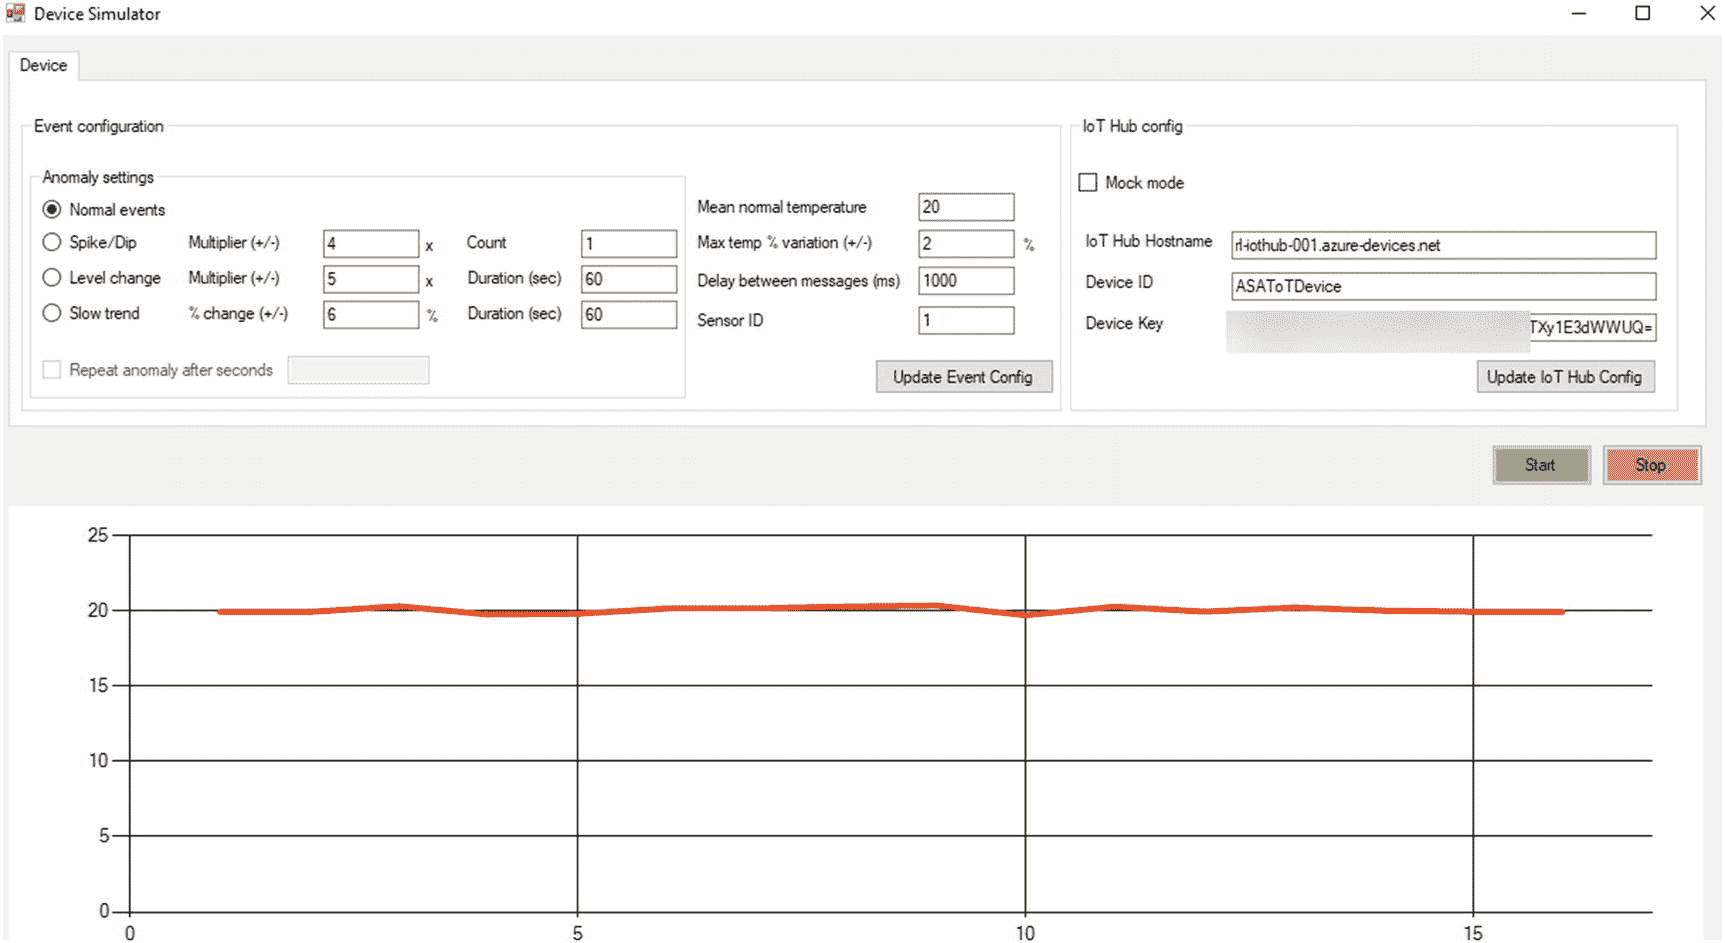 Device Simulator
Device
Event configuration
Anomaly settings
Normal events
Spike/Dip Multiplier (+/-) 4 x Count 1
Level change Multiplier (+/-) 5 x Duration (sec) 60
Slow trend % change (+/-) 6 % Duration (sec) 60
Repeat anomaly after seconds
Mean normal temperature 20
Max temp % variation (+/-) 2 %
Delay between messages (ms) 1000
Sensor ID 1
Update Event Config
IoT Hub config
Mock mode
IoT Hub Hostname rl-iothub-001.azure-devices.net
Device ID ASAToTDevice
Device Key TXy1E3dWWUQ=
Update IoT Hub Config
Start Stop
25
20
15
10
5
0
0 5 10 15